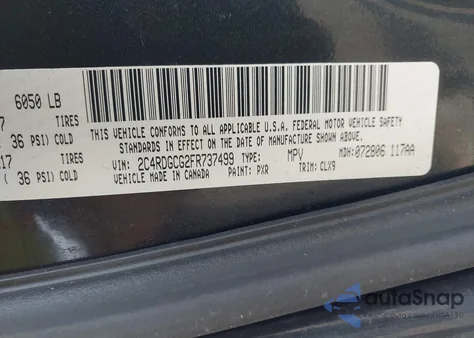 6050 LB
7 TIRES
( 36 PSI) COLD
17 TIRES
( 36 PSI) COLD
THIS VEHICLE CONFORMS TO ALL APPLICABLE U.S.A. FEDERAL MOTOR VEHICLE SAFETY
STANDARDS IN EFFECT ON THE DATE OF MANUFACTURE SHOWN ABOVE.
VIN: 2C4RDGCG2FR737499 TYPE: MPV MDH: 072806 117AA
VEHICLE MADE IN CANADA PAINT: PXR TRIM: CLX9
autoSnap